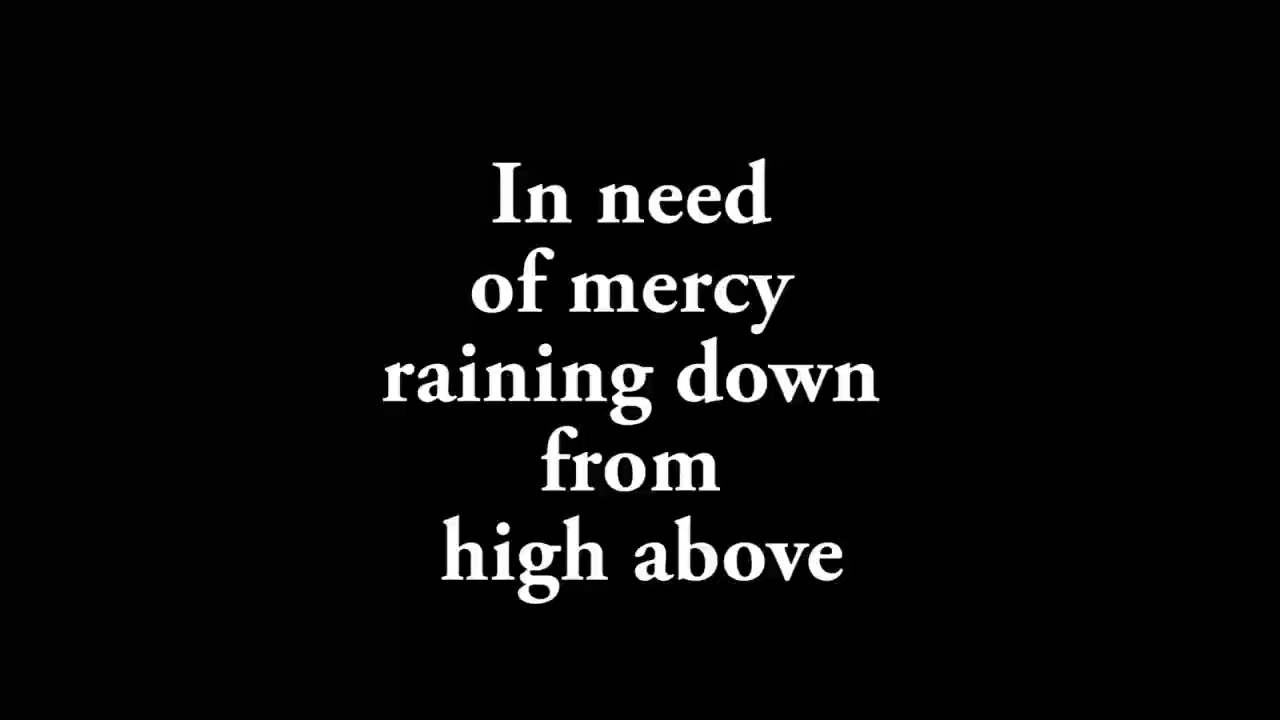 In need
of mercy
raining down
from
high above